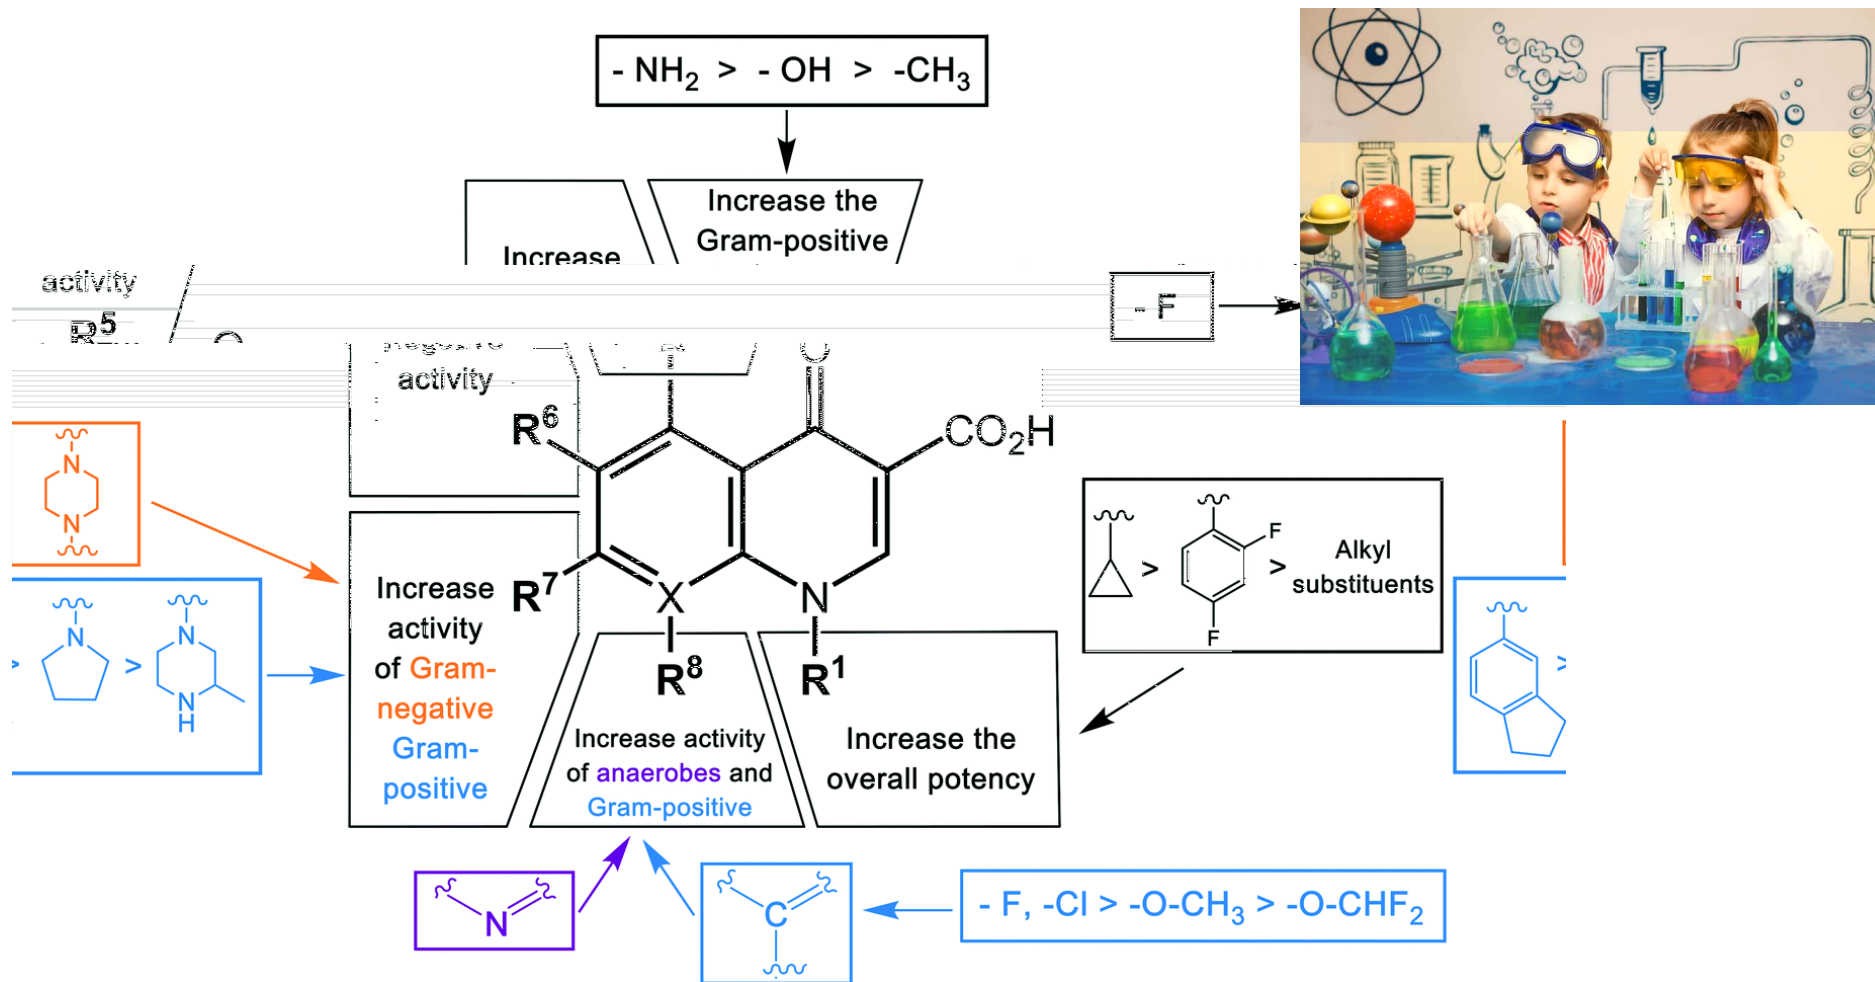 - NH₂ > - OH > -CH₃
Increase the
Gram-positive
Increase
activity
R⁵
- F
activity
R⁶
CO₂H
N
N
F
F
>
>
Alkyl
substituents
R⁷
X
N
R⁸
R¹
>
N
>
N
N
H
>
Increase
activity
of Gram-
negative
Gram-
positive
Increase activity
of anaerobes and
Gram-positive
Increase the
overall potency
N
C
- F, -Cl > -O-CH₃ > -O-CHF₂